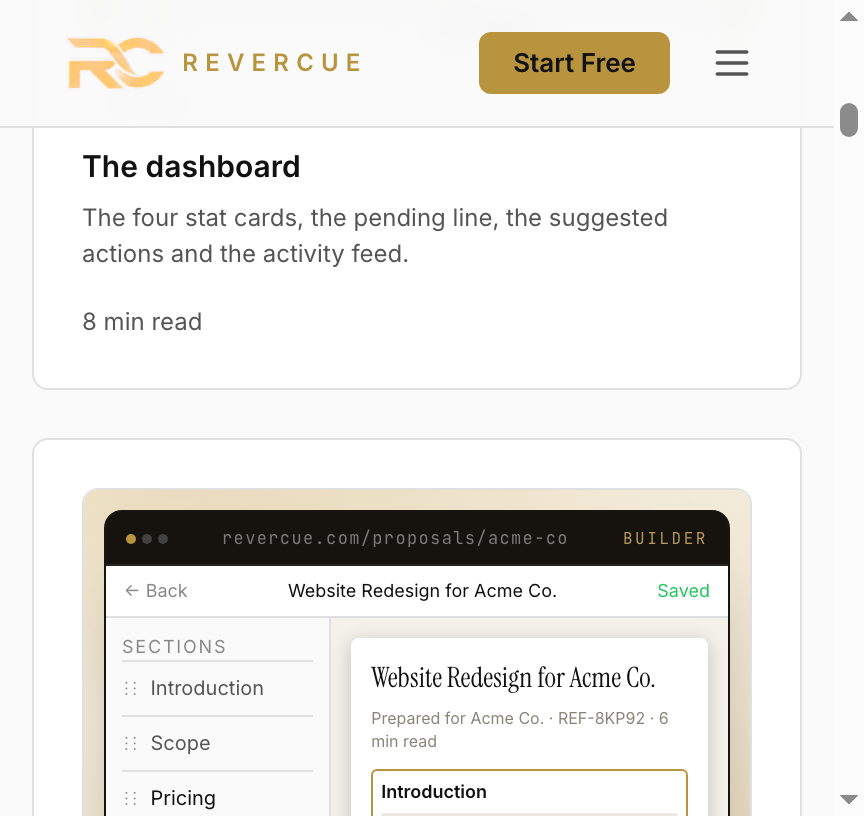 RC REVERCUE
Start Free
The dashboard
The four stat cards, the pending line, the suggested
actions and the activity feed.
8 min read
revercue.com/proposals/acme-co
BUILDER
← Back
Website Redesign for Acme Co.
Saved
SECTIONS
Introduction
Scope
Pricing
Website Redesign for Acme Co.
Prepared for Acme Co. · REF-8KP92 · 6
min read
Introduction